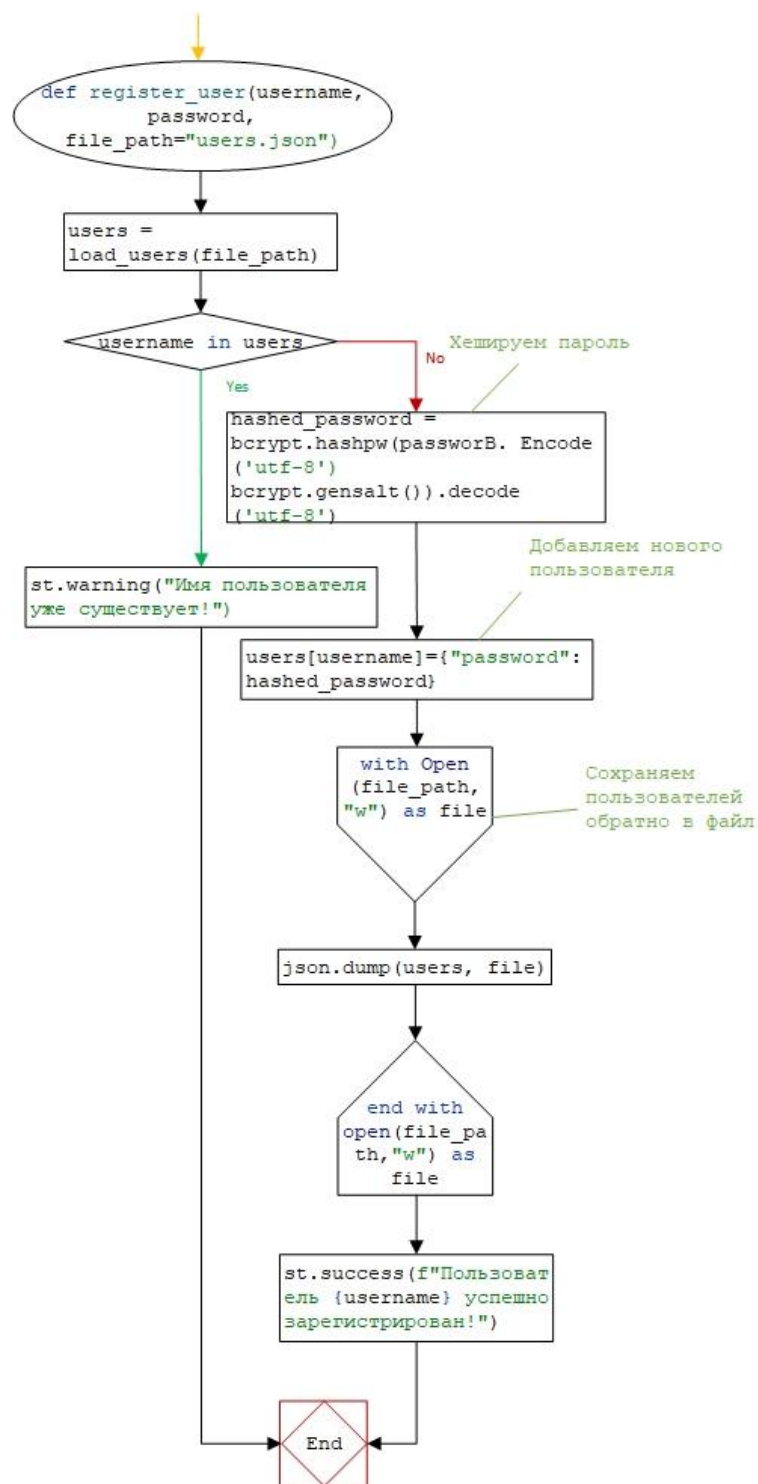 def register_user(username,
password,
file_path="users.json")
users =
load_users(file_path)
username in users
No
Хешируем пароль
Yes
hashed_password =
bcrypt.hashpw(passworB. Encode
('utf-8')
bcrypt.gensalt()).decode
('utf-8')
Добавляем нового
пользователя
st.warning("Имя пользователя
уже существует!")
users[username]={"password":
hashed_password}
with Open
(file_path,
"w") as file
Сохраняем
пользователей
обратно в файл
json.dump(users, file)
end with
open(file_pa
th,"w") as
file
st.success(f"Пользоват
ель {username} успешно
зарегистрирован!")
End